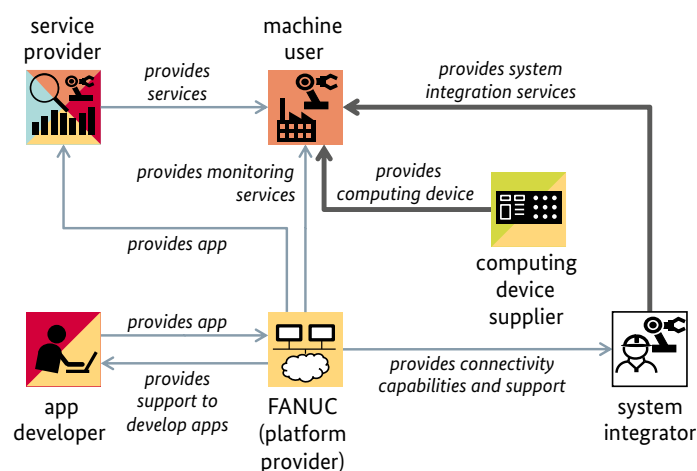 service
provider
machine
user
provides
services
provides system
integration services
provides monitoring
services
provides
computing device
provides app
computing
device
supplier
provides app
provides
support to
develop apps
provides connectivity
capabilities and support
app
developer
FANUC
(platform
provider)
system
integrator